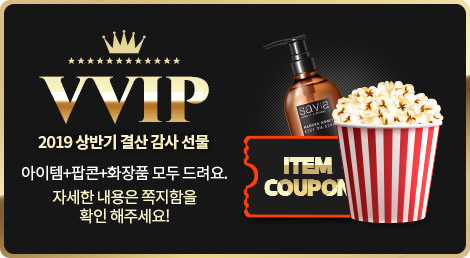 VVIP
2019 상반기 결산 감사 선물
아이템+팝콘+화장품 모두 드려요.
자세한 내용은 쪽지함을
확인 해주세요!
savia
ITEM
COUPON